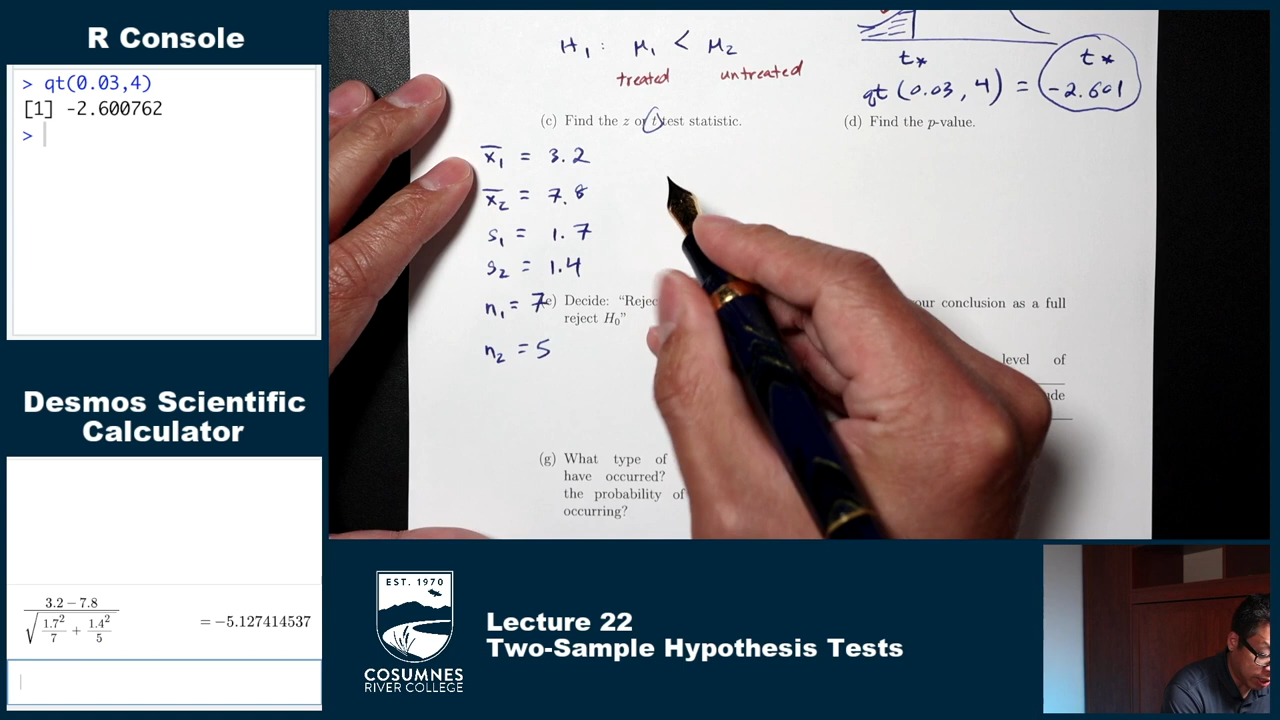 R Console
> qt(0.03,4)
[1] -2.600762
>
H₁: μ₁ < μ₂
treated untreated
t* t*
qt (0.03, 4) = -2.601
(c) Find the z or t test statistic.
(d) Find the p-value.
x̄₁ = 3.2
x̄₂ = 7.8
s₁ = 1.7
s₂ = 1.4
n₁ = 7
n₂ = 5
(e) Decide: “Rejec
reject H₀”
our conclusion as a full
level of
(g) What type of
have occurred?
the probability of
occurring?
Desmos Scientific
Calculator
3.2 − 7.8
√ 1.7²/7 + 1.4²/5
= −5.127414537
EST. 1970
COSUMNES
RIVER COLLEGE
Lecture 22
Two-Sample Hypothesis Tests